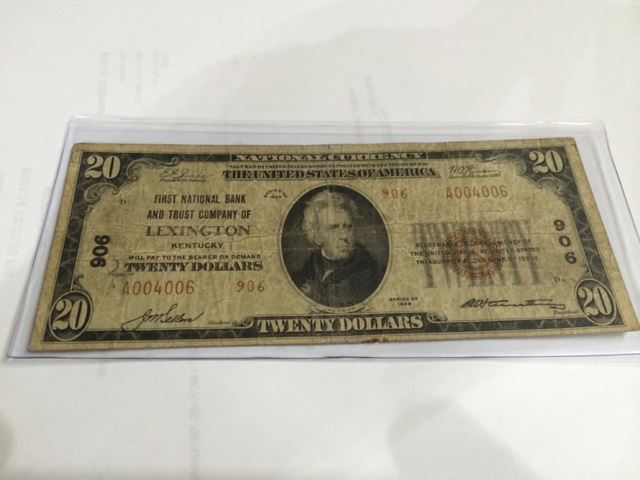 NATIONAL CURRENCY
THE UNITED STATES OF AMERICA
20
20
906 A004006
FIRST NATIONAL BANK
AND TRUST COMPANY OF
LEXINGTON
KENTUCKY
WILL PAY TO THE BEARER ON DEMAND
TWENTY DOLLARS
A004006 906
906
906
TWENTY
SERIES OF
1929
20
TWENTY DOLLARS
20